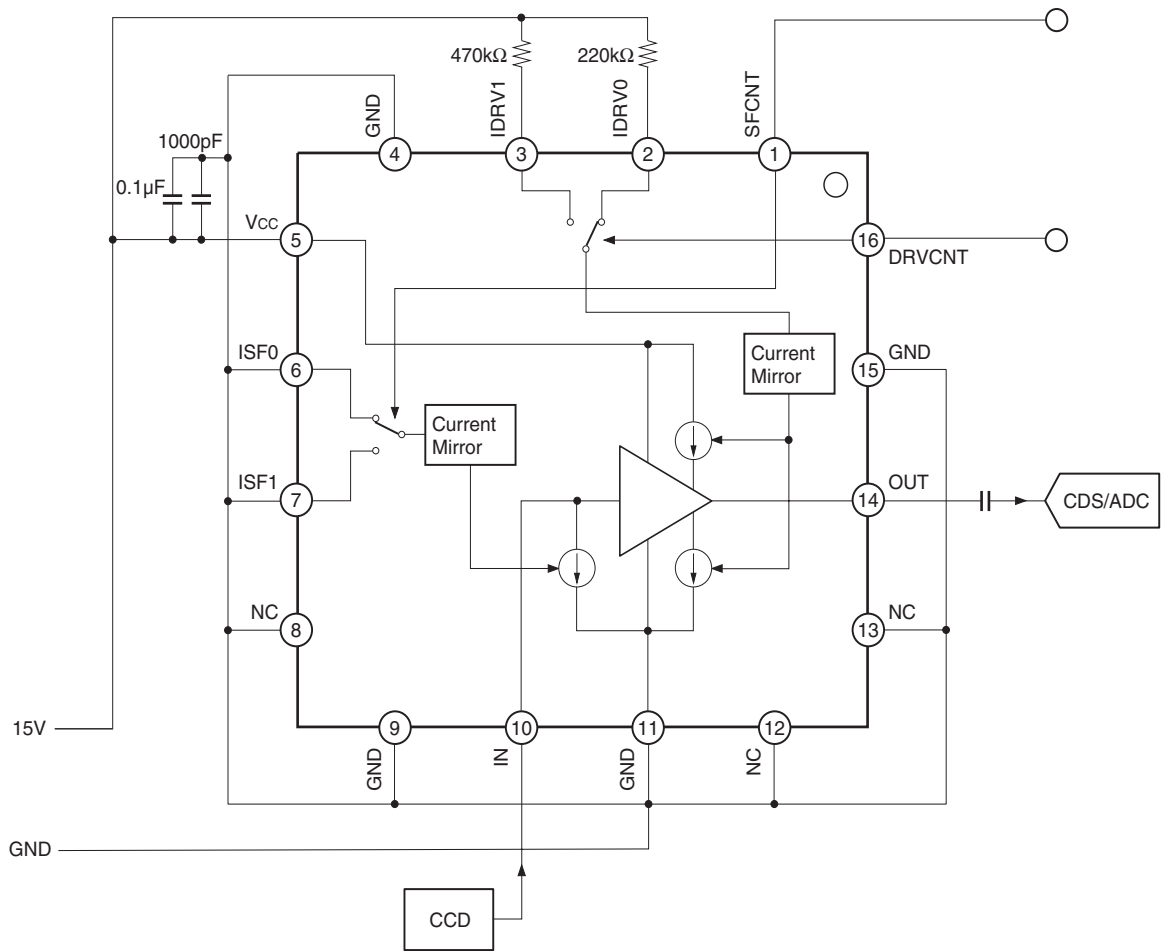 470kΩ
220kΩ
GND
IDRV1
IDRV0
SFCNT
4
3
2
1
1000pF
0.1μF
VCC
5
16
DRVCNT
ISF0
6
Current
Mirror
GND
15
Current
Mirror
ISF1
7
OUT
14
CDS/ADC
NC
8
NC
13
15V
9
10
11
12
GND
IN
GND
NC
GND
CCD